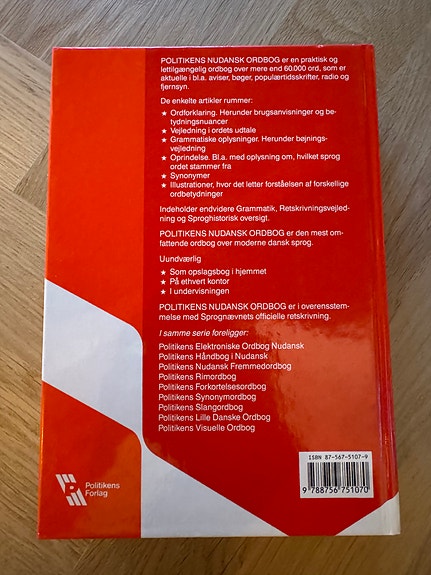 POLITIKENS NUDANSK ORDBOG er en praktisk og
lettilgængelig ordbog over mere end 60.000 ord, som er
aktuelle i bl.a. aviser, bøger, populærtidsskrifter, radio og
fjernsyn.
De enkelte artikler rummer:
★ Ordforklaring. Herunder brugsanvisninger og be-
tydningsnuancer
★ Vejledning i ordets udtale
★ Grammatiske oplysninger. Herunder bøjnings-
vejledning
★ Oprindelse. Bl.a. med oplysning om, hvilket sprog
ordet stammer fra
★ Synonymer
★ Illustrationer, hvor det letter forståelsen af forskellige
ordbetydninger
Indeholder endvidere Grammatik, Retskrivningsvejled-
ning og Sproghistorisk oversigt.
POLITIKENS NUDANSK ORDBOG er den mest om-
fattende ordbog over moderne dansk sprog.
Uundværlig
★ Som opslagsbog i hjemmet
★ På ethvert kontor
★ I undervisningen
POLITIKENS NUDANSK ORDBOG er i overensstem-
melse med Sprognævnets officielle retskrivning.
I samme serie foreligger:
Politikens Elektroniske Ordbog Nudansk
Politikens Håndbog i Nudansk
Politikens Nudansk Fremmedordbog
Politikens Rimordbog
Politikens Forkortelsesordbog
Politikens Synonymordbog
Politikens Slangordbog
Politikens Lille Danske Ordbog
Politikens Visuelle Ordbog
ISBN 87-567-5107-9
9 788756 751070
Politikens
Forlag